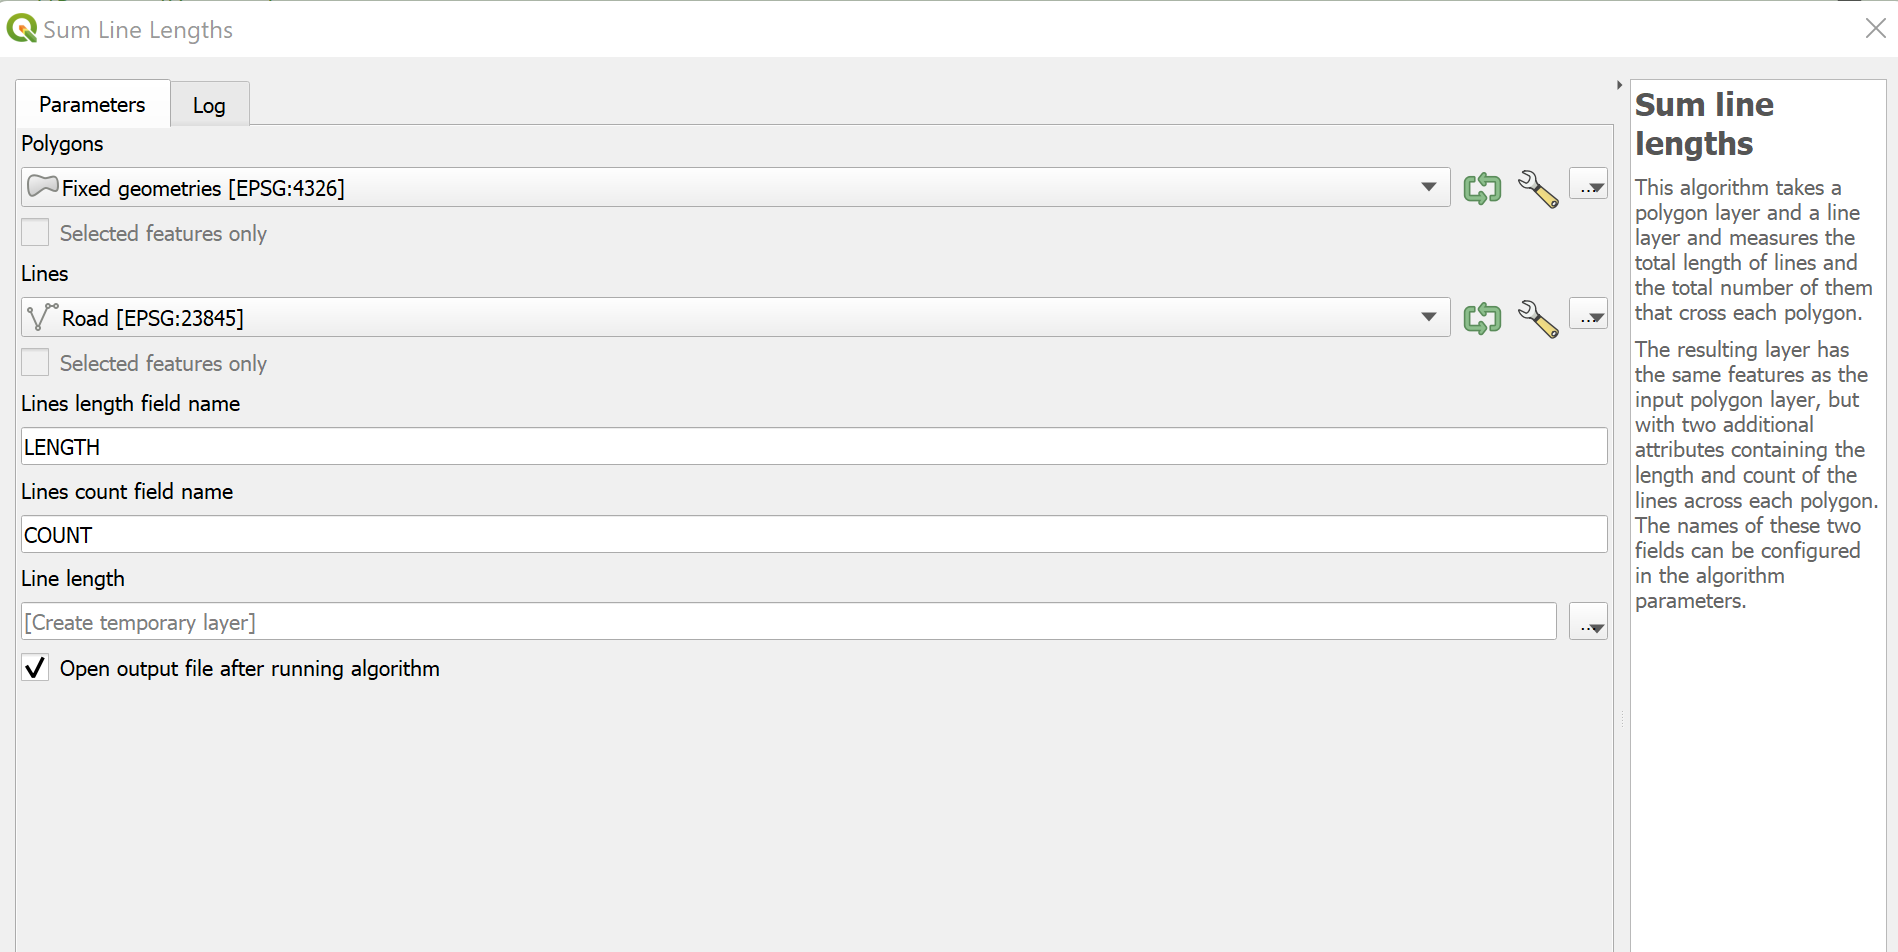 Sum Line Lengths
Parameters
Log
Polygons
Fixed geometries [EPSG:4326]
...
Selected features only
Lines
Road [EPSG:23845]
...
Selected features only
Lines length field name
LENGTH
Lines count field name
COUNT
Line length
[Create temporary layer]
...
Open output file after running algorithm
Sum line
lengths
This algorithm takes a
polygon layer and a line
layer and measures the
total length of lines and
the total number of them
that cross each polygon.
The resulting layer has
the same features as the
input polygon layer, but
with two additional
attributes containing the
length and count of the
lines across each polygon.
The names of these two
fields can be configured
in the algorithm
parameters.